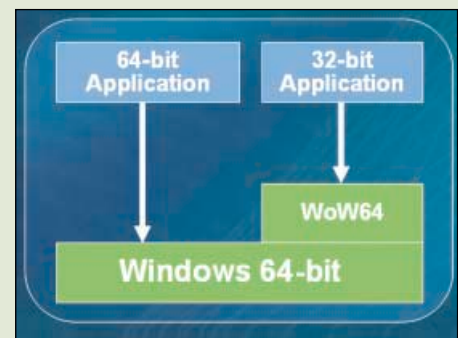 64-bit
Application
32-bit
Application
WoW64
Windows 64-bit